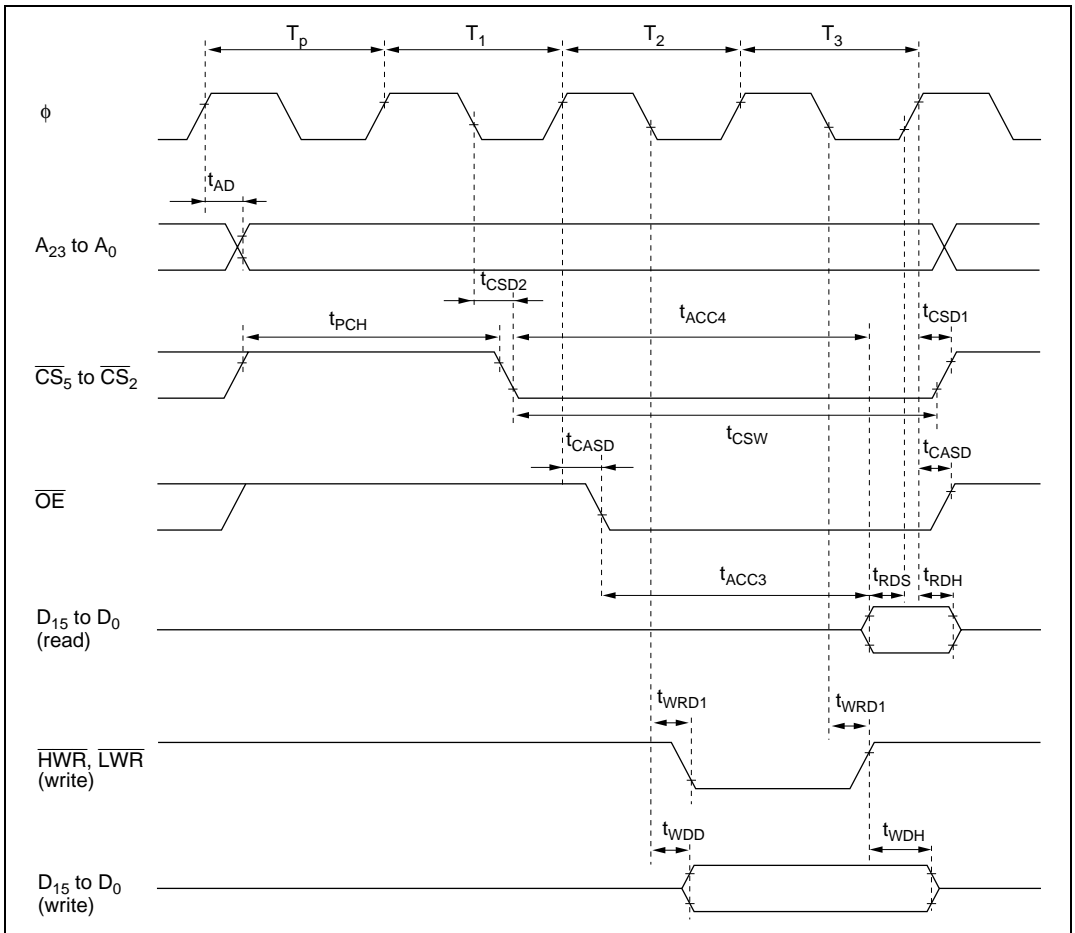 Tp T1 T2 T3
ϕ
tAD
A23 to A0
tCSD2
tPCH tACC4 tCSD1
CS5 to CS2
tCSW
tCASD tCASD
OE
tACC3 tRDS tRDH
D15 to D0
(read)
tWRD1 tWRD1
HWR, LWR
(write)
tWDD tWDH
D15 to D0
(write)